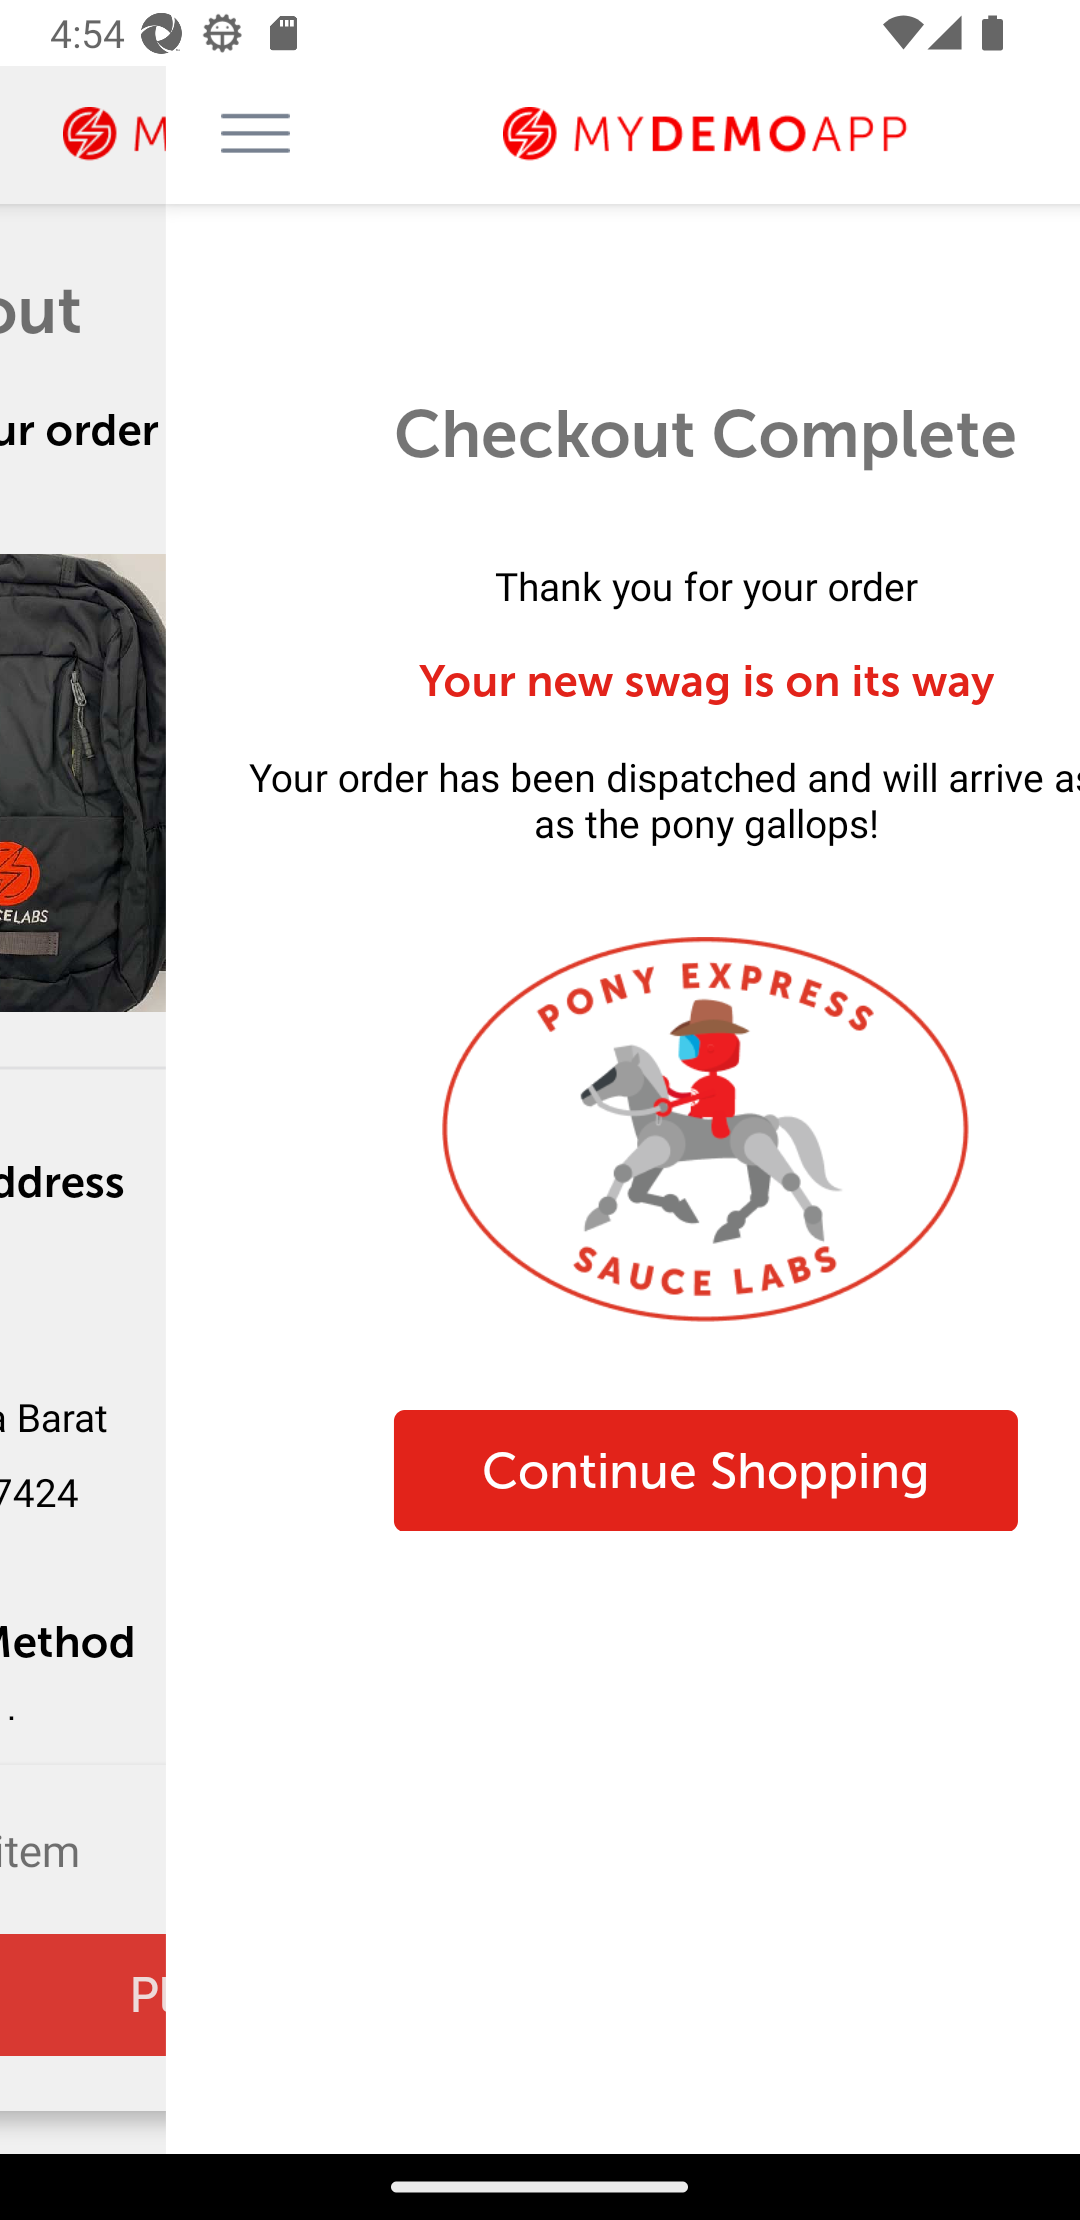 4:54
M
MYDEMOAPP
out
Checkout Complete
ur order
Thank you for your order
Your new swag is on its way
Your order has been dispatched and will arrive as
as the pony gallops!
CELABS
PONY EXPRESS
SAUCE LABS
ddress
a Barat
7424
Continue Shopping
Method
.
item
Pl